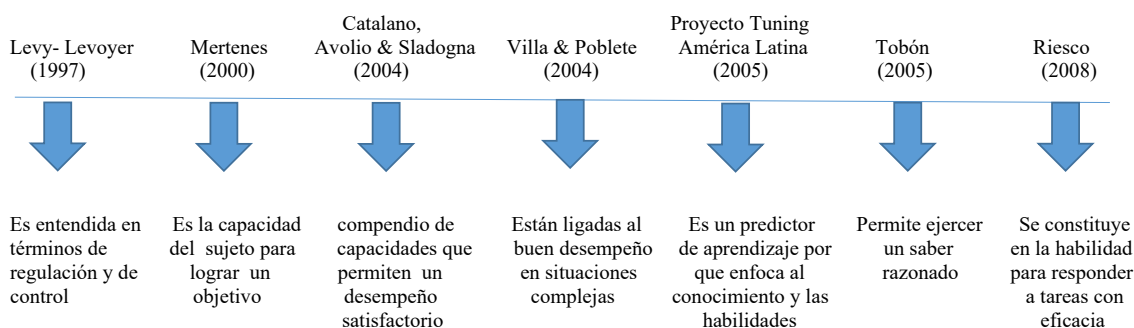 Levy- Levoyer
(1997)
Mertenes
(2000)
Catalano,
Avolio & Sladogna
(2004)
Villa & Poblete
(2004)
Proyecto Tuning
América Latina
(2005)
Tobón
(2005)
Riesco
(2008)
Es entendida en
términos de
regulación y de
control
Es la capacidad
del sujeto para
lograr un
objetivo
compendio de
capacidades que
permiten un
desempeño
satisfactorio
Están ligadas al
buen desempeño
en situaciones
complejas
Es un predictor
de aprendizaje por
que enfoca al
conocimiento y las
habilidades
Permite ejercer
un saber
razonado
Se constituye
en la habilidad
para responder
a tareas con
eficacia